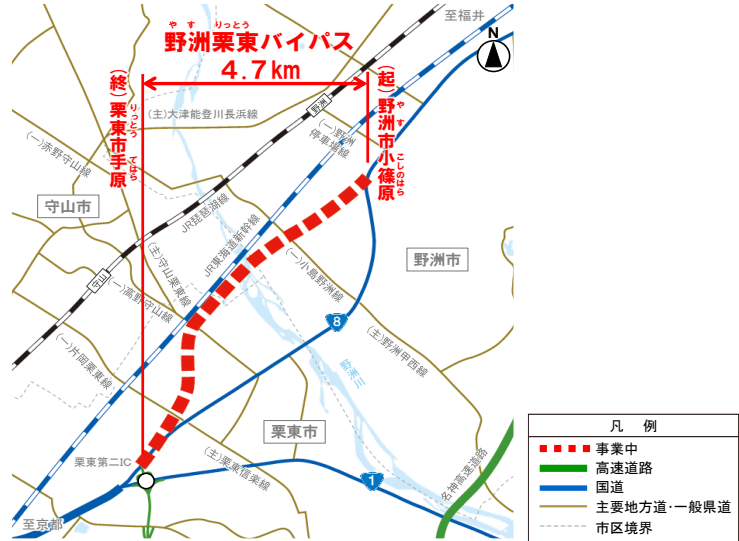 至福井
やす りっとう
野洲栗東バイパス
4.7km
N
(起)野洲市小篠原
やす
こしのはら
(終)栗東市手原
りっとう
てはら
(主)大津能登川長浜線
野洲
(一)野洲
停車場線
(一)赤野守山線
守山市
JR琵琶湖線
JR東海道新幹線
(主)守山栗東線
守山
(一)高野守山線
(一)小島野洲線
野洲市
8
(主)野洲甲西線
(一)片岡栗東線
野洲川
栗東市
栗東第二IC
(主)栗東信楽線
1
名神高速道路
至京都
凡 例
事業中
高速道路
国道
主要地方道・一般県道
市区境界